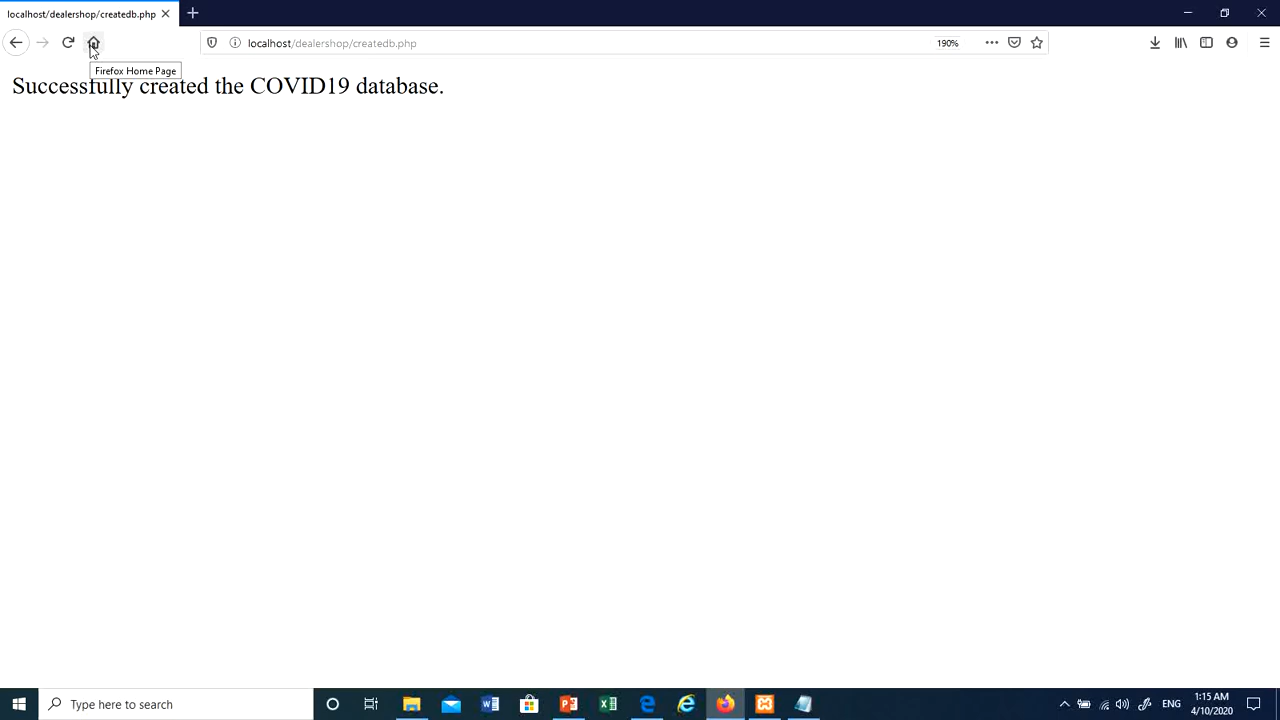 localhost/dealershop/createdb.php
localhost/dealershop/createdb.php
190%
Firefox Home Page
Successfully created the COVID19 database.
Type here to search
ENG
1:15 AM
4/10/2020